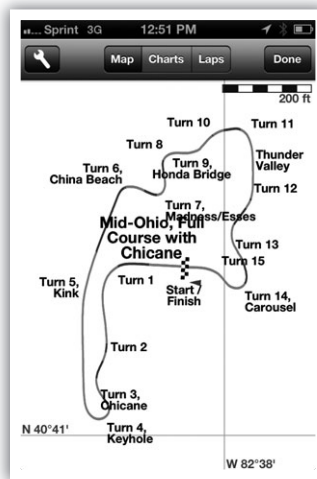 Sprint 3G 12:51 PM
Map Charts Laps Done
200 ft
Turn 10
Turn 11
Turn 8
Thunder
Valley
Turn 9,
Honda Bridge
Turn 6,
China Beach
Turn 12
Turn 7,
Madness/Esses
Mid-Ohio, Full
Course with
Chicane
Turn 13
Turn 15
Turn 5,
Kink
Turn 1
Start /
Finish
Turn 14,
Carousel
Turn 2
Turn 3,
Chicane
Turn 4,
Keyhole
N 40°41'
W 82°38'